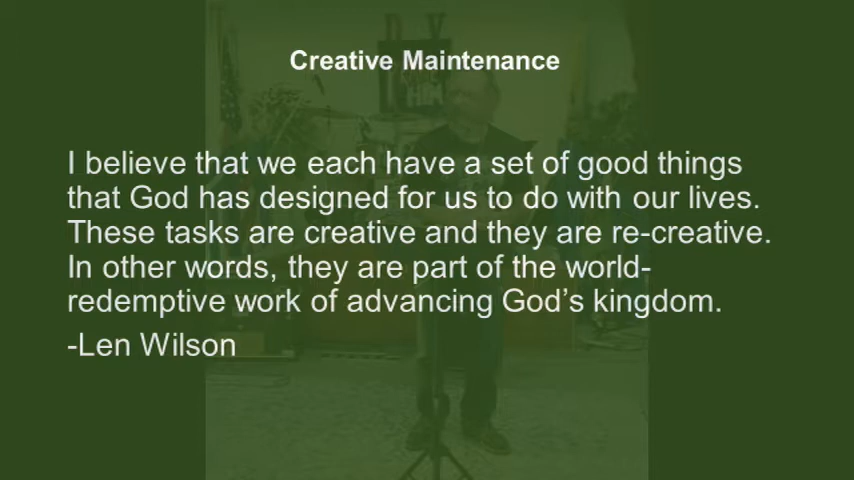 Creative Maintenance
I believe that we each have a set of good things
that God has designed for us to do with our lives.
These tasks are creative and they are re-creative.
In other words, they are part of the world-
redemptive work of advancing God’s kingdom.
-Len Wilson